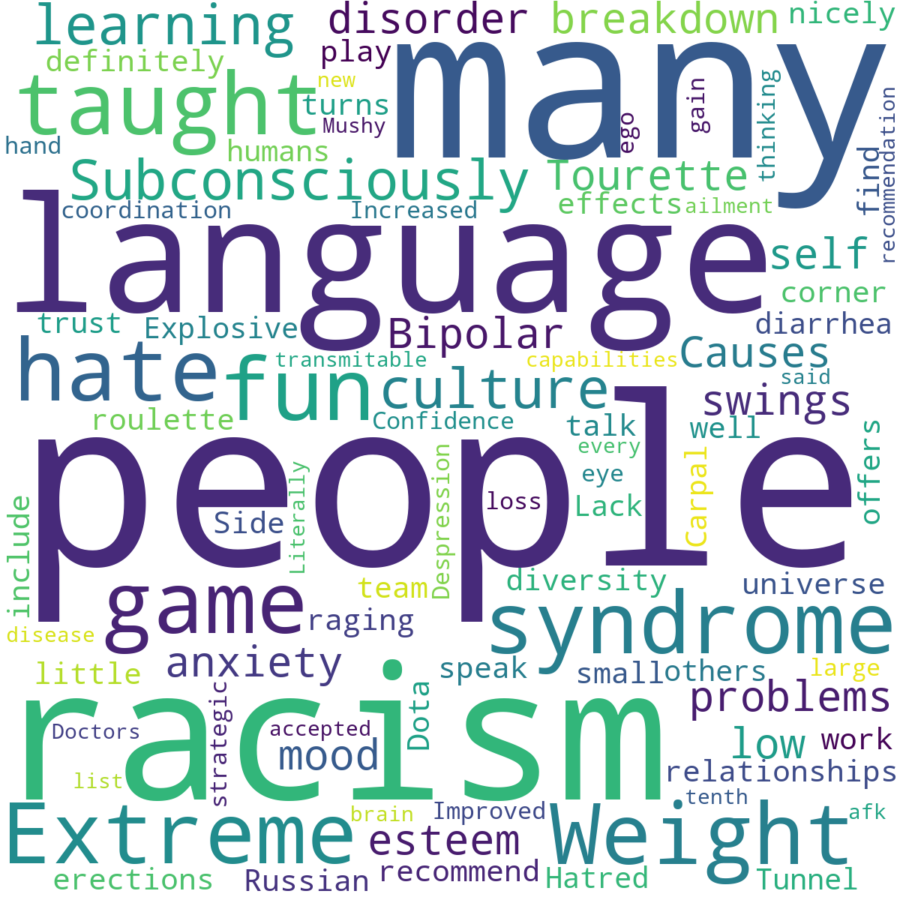 learning
disorder
breakdown
nicely
definitely
play
many
taught
new
turns
Mushy
ego
gain
thinking
hand
humans
find
recommendation
Subconsciously
Tourette
coordination
Increased
effects
ailment
language
self
corner
trust
Explosive
Bipolar
diarrhea
hate
fun
transmitable
culture
capabilities
Causes
said
swings
roulette
Confidence
talk
well
offers
every
people
Side
Literally
Despression
loss
eye
Lack
Carpal
include
game
team
diversity
universe
disease
raging
syndrome
little
anxiety
speak
small
others
large
problems
racism
Doctors
strategic
accepted
mood
Dota
low
work
list
relationships
Extreme
brain
Improved
tenth
afk
esteem
Weight
erections
Russian
recommend
Hatred
Tunnel